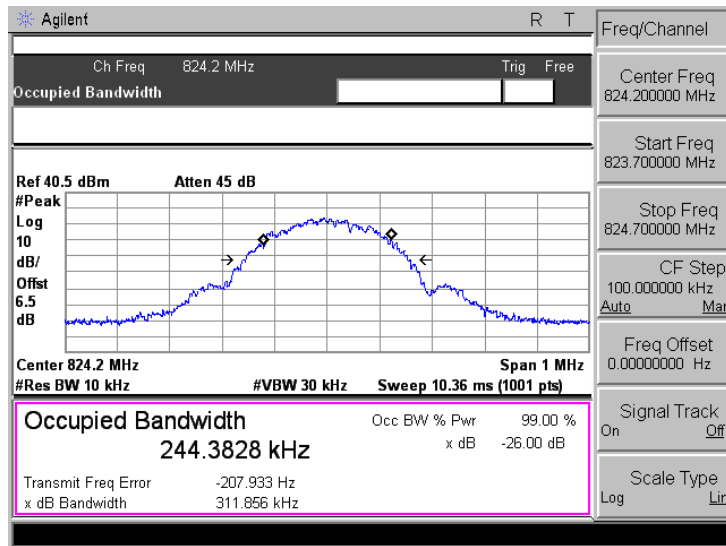 Agilent R T
Ch Freq 824.2 MHz Trig Free
Occupied Bandwidth
Ref 40.5 dBm Atten 45 dB
#Peak
Log
10
dB/
Offst
6.5
dB
Center 824.2 MHz Span 1 MHz
#Res BW 10 kHz #VBW 30 kHz Sweep 10.36 ms (1001 pts)
Occupied Bandwidth Occ BW % Pwr 99.00 %
244.3828 kHz x dB -26.00 dB
Transmit Freq Error -207.933 Hz
x dB Bandwidth 311.856 kHz
Freq/Channel
Center Freq
824.200000 MHz
Start Freq
823.700000 MHz
Stop Freq
824.700000 MHz
CF Step
100.000000 kHz
Auto Man
Freq Offset
0.00000000 Hz
Signal Track
On Off
Scale Type
Log Lin